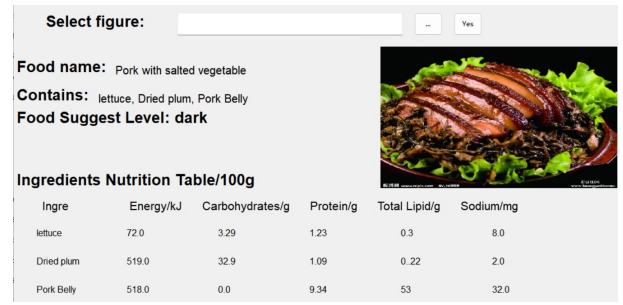 Select figure:
...
Yes
Food name: Pork with salted vegetable
Contains: lettuce, Dried plum, Pork Belly
Food Suggest Level: dark
Ingredients Nutrition Table/100g
Ingre Energy/kJ Carbohydrates/g Protein/g Total Lipid/g Sodium/mg
lettuce 72.0 3.29 1.23 0.3 8.0
Dried plum 519.0 32.9 1.09 0..22 2.0
Pork Belly 518.0 0.0 9.34 53 32.0